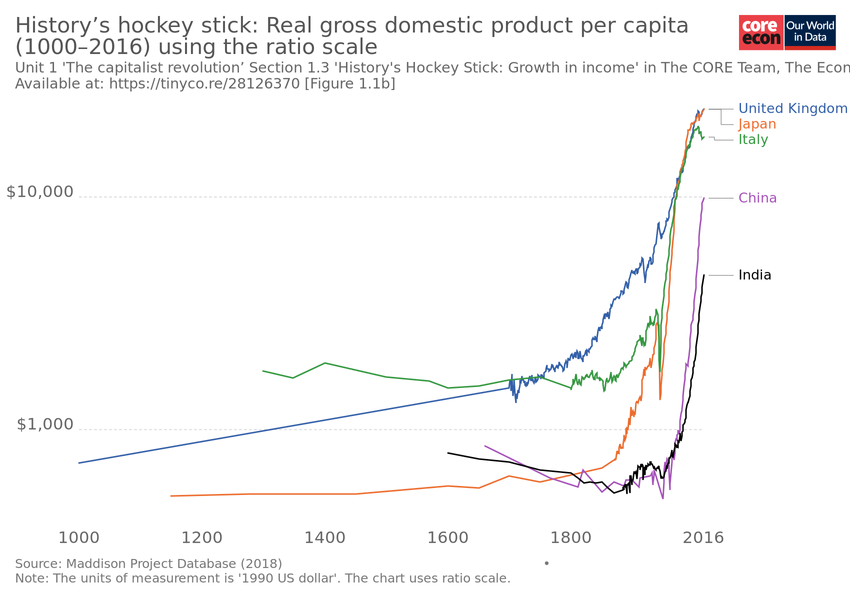 History’s hockey stick: Real gross domestic product per capita
(1000–2016) using the ratio scale
core
econ
Our World
in Data
Unit 1 'The capitalist revolution’ Section 1.3 'History's Hockey Stick: Growth in income' in The CORE Team, The Econ
Available at: https://tinyco.re/28126370 [Figure 1.1b]
United Kingdom
Japan
Italy
$10,000
China
India
$1,000
1000 1200 1400 1600 1800 2016
Source: Maddison Project Database (2018)
Note: The units of measurement is '1990 US dollar'. The chart uses ratio scale.